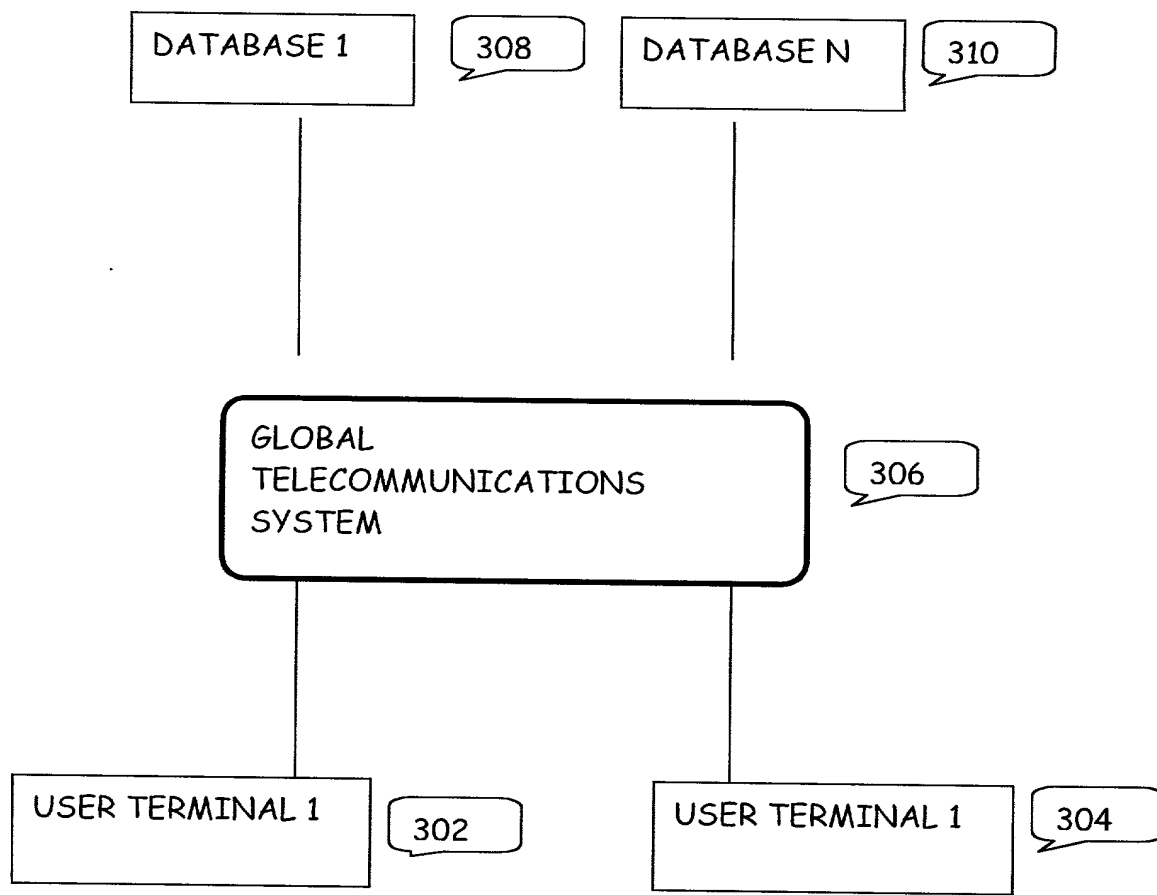 DATABASE 1
308
DATABASE N
310
GLOBAL
TELECOMMUNICATIONS
SYSTEM
306
USER TERMINAL 1
302
USER TERMINAL 1
304